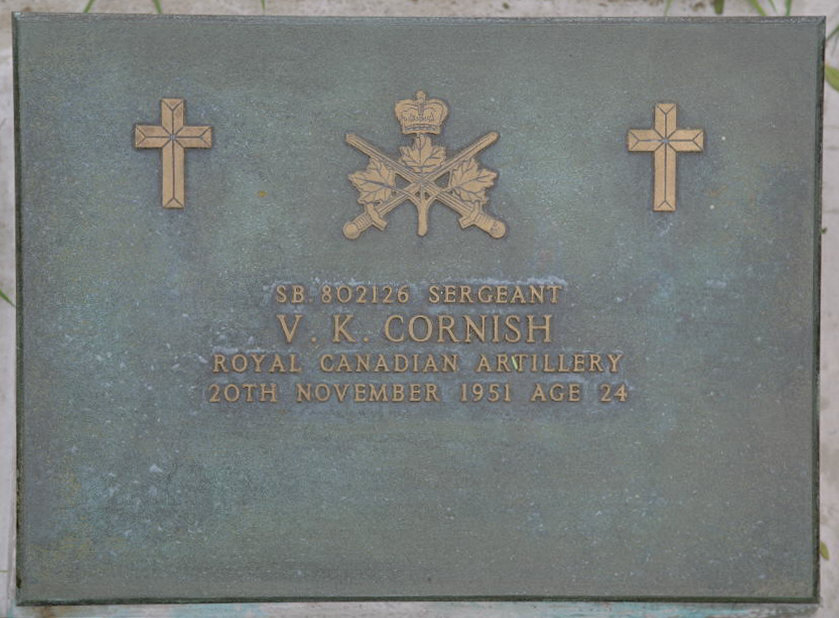 SB. 802126 SERGEANT
V. K. CORNISH
ROYAL CANADIAN ARTILLERY
20TH NOVEMBER 1951 AGE 24